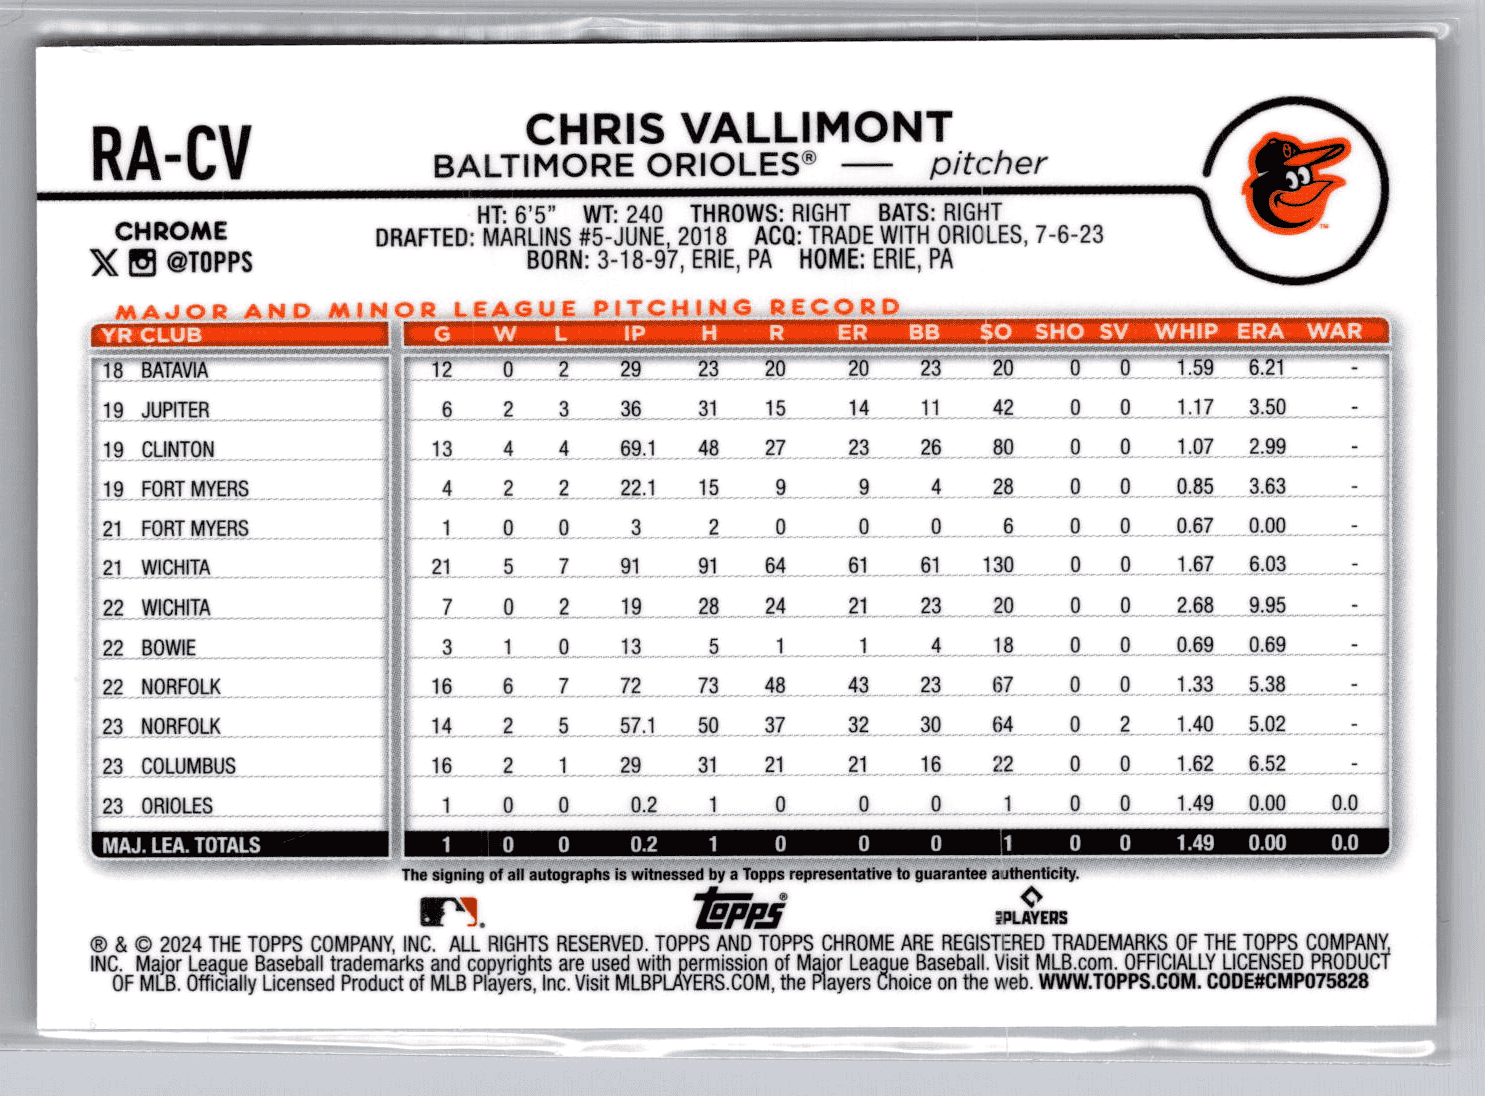 RA-CV
CHRIS VALLIMONT
BALTIMORE ORIOLES® — pitcher
CHROME
@TOPPS
HT: 6'5" WT: 240 THROWS: RIGHT BATS: RIGHT
DRAFTED: MARLINS #5-JUNE, 2018 ACQ: TRADE WITH ORIOLES, 7-6-23
BORN: 3-18-97, ERIE, PA HOME: ERIE, PA
™
MAJOR AND MINOR LEAGUE PITCHING RECORD
YR CLUB G W L IP H R ER BB SO SHO SV WHIP ERA WAR
18 BATAVIA 12 0 2 29 23 20 20 23 20 0 0 1.59 6.21 -
19 JUPITER 6 2 3 36 31 15 14 11 42 0 0 1.17 3.50 -
19 CLINTON 13 4 4 69.1 48 27 23 26 80 0 0 1.07 2.99 -
19 FORT MYERS 4 2 2 22.1 15 9 9 4 28 0 0 0.85 3.63 -
21 FORT MYERS 1 0 0 3 2 0 0 0 6 0 0 0.67 0.00 -
21 WICHITA 21 5 7 91 91 64 61 61 130 0 0 1.67 6.03 -
22 WICHITA 7 0 2 19 28 24 21 23 20 0 0 2.68 9.95 -
22 BOWIE 3 1 0 13 5 1 1 4 18 0 0 0.69 0.69 -
22 NORFOLK 16 6 7 72 73 48 43 23 67 0 0 1.33 5.38 -
23 NORFOLK 14 2 5 57.1 50 37 32 30 64 0 2 1.40 5.02 -
23 COLUMBUS 16 2 1 29 31 21 21 16 22 0 0 1.62 6.52 -
23 ORIOLES 1 0 0 0.2 1 0 0 0 1 0 0 1.49 0.00 0.0
MAJ. LEA. TOTALS 1 0 0 0.2 1 0 0 0 1 0 0 1.49 0.00 0.0
The signing of all autographs is witnessed by a Topps representative to guarantee authenticity.
Topps®
MLB PLAYERS
® & © 2024 THE TOPPS COMPANY, INC. ALL RIGHTS RESERVED. TOPPS AND TOPPS CHROME ARE REGISTERED TRADEMARKS OF THE TOPPS COMPANY,
INC. Major League Baseball trademarks and copyrights are used with permission of Major League Baseball. Visit MLB.com. OFFICIALLY LICENSED PRODUCT
OF MLB. Officially Licensed Product of MLB Players, Inc. Visit MLBPLAYERS.COM, the Players Choice on the web. WWW.TOPPS.COM. CODE#CMP075828